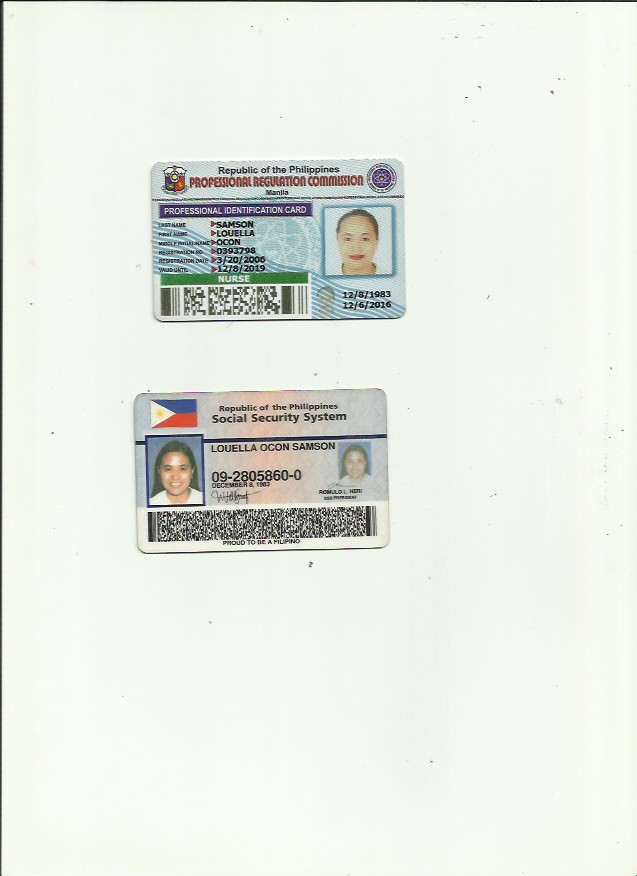 Republic of the Philippines
PROFESSIONAL REGULATION COMMISSION
Manila
PROFESSIONAL IDENTIFICATION CARD
LAST NAME SAMSON
FIRST NAME LOUELLA
MIDDLE INITIAL/NAME OCON
REGISTRATION NO. 0393798
REGISTRATION DATE 3/20/2006
VALID UNTIL 12/8/2019
NURSE
12/8/1983
12/6/2016
Republic of the Philippines
Social Security System
LOUELLA OCON SAMSON
09-2805860-0
DECEMBER 8, 1983
ROMULO L. NERI
SSS PRESIDENT
PROUD TO BE A FILIPINO